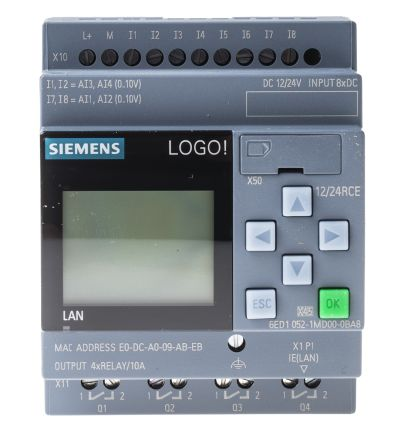 L+ M I1 I2 I3 I4 I5 I6 I7 I8
X10
I1, I2 = AI3, AI4 (0..10V)
I7, I8 = AI1, AI2 (0..10V)
DC 12/24V INPUT 8xDC
SIEMENS LOGO!
X50
12/24RCE
ESC OK
LAN
6ED1 052-1MD00-0BA8
MAC ADDRESS E0-DC-A0-09-AB-EB
X1 P1
IE(LAN)
OUTPUT 4xRELAY/10A
X11 1 2 1 2 1 2 1 2
Q1 Q2 Q3 Q4